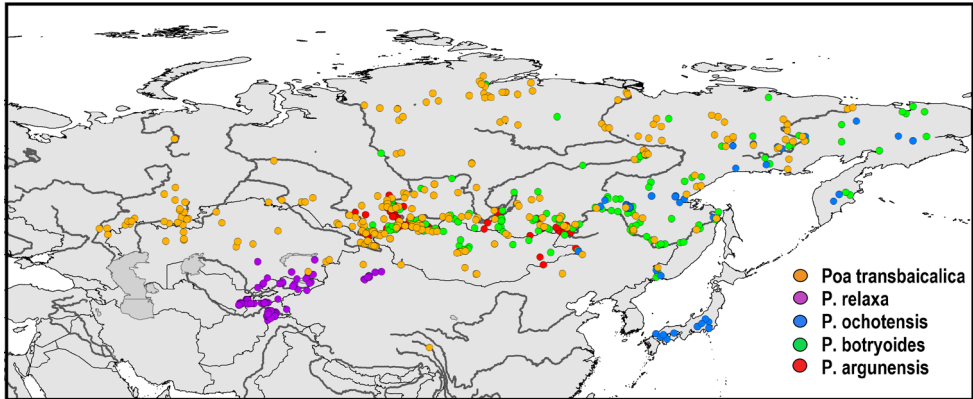 Poa transbaicalica
P. relaxa
P. ochotensis
P. botryoides
P. argunensis